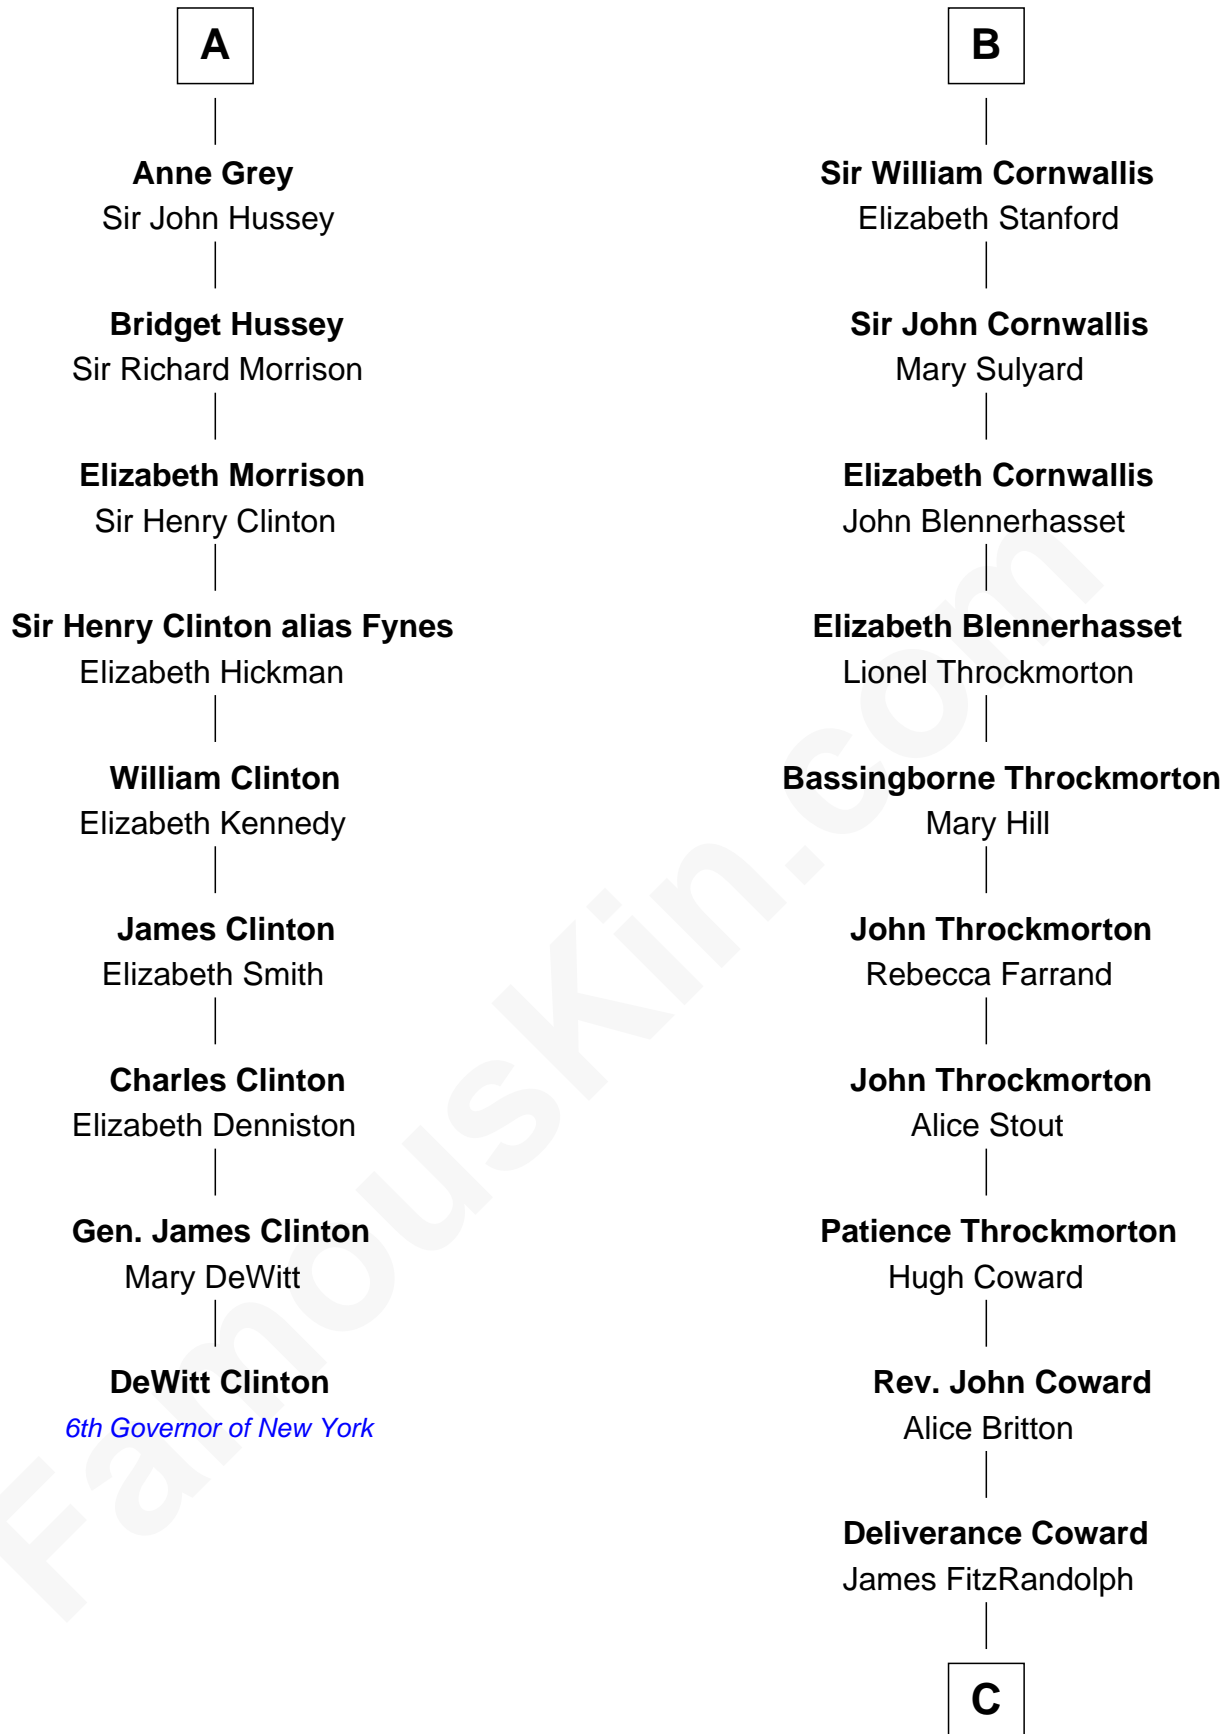 A
Anne Grey
Sir John Hussey
Bridget Hussey
Sir Richard Morrison
Elizabeth Morrison
Sir Henry Clinton
Sir Henry Clinton alias Fynes
Elizabeth Hickman
William Clinton
Elizabeth Kennedy
James Clinton
Elizabeth Smith
Charles Clinton
Elizabeth Denniston
Gen. James Clinton
Mary DeWitt
DeWitt Clinton
6th Governor of New York
B
Sir William Cornwallis
Elizabeth Stanford
Sir John Cornwallis
Mary Sulyard
Elizabeth Cornwallis
John Blennerhasset
Elizabeth Blennerhasset
Lionel Throckmorton
Bassingborne Throckmorton
Mary Hill
John Throckmorton
Rebecca Farrand
John Throckmorton
Alice Stout
Patience Throckmorton
Hugh Coward
Rev. John Coward
Alice Britton
Deliverance Coward
James FitzRandolph
C
FamousKin.com